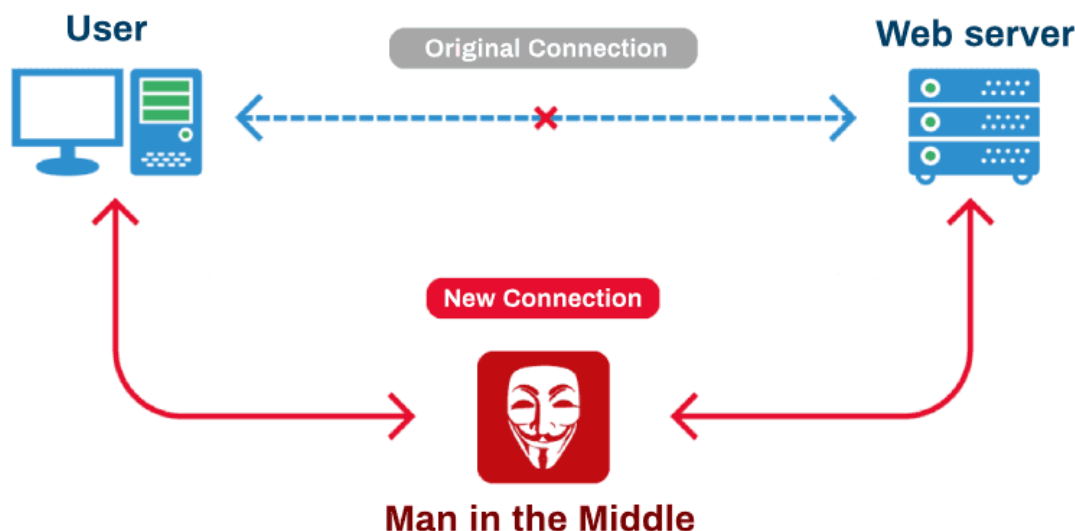 User
Original Connection
Web server
New Connection
Man in the Middle